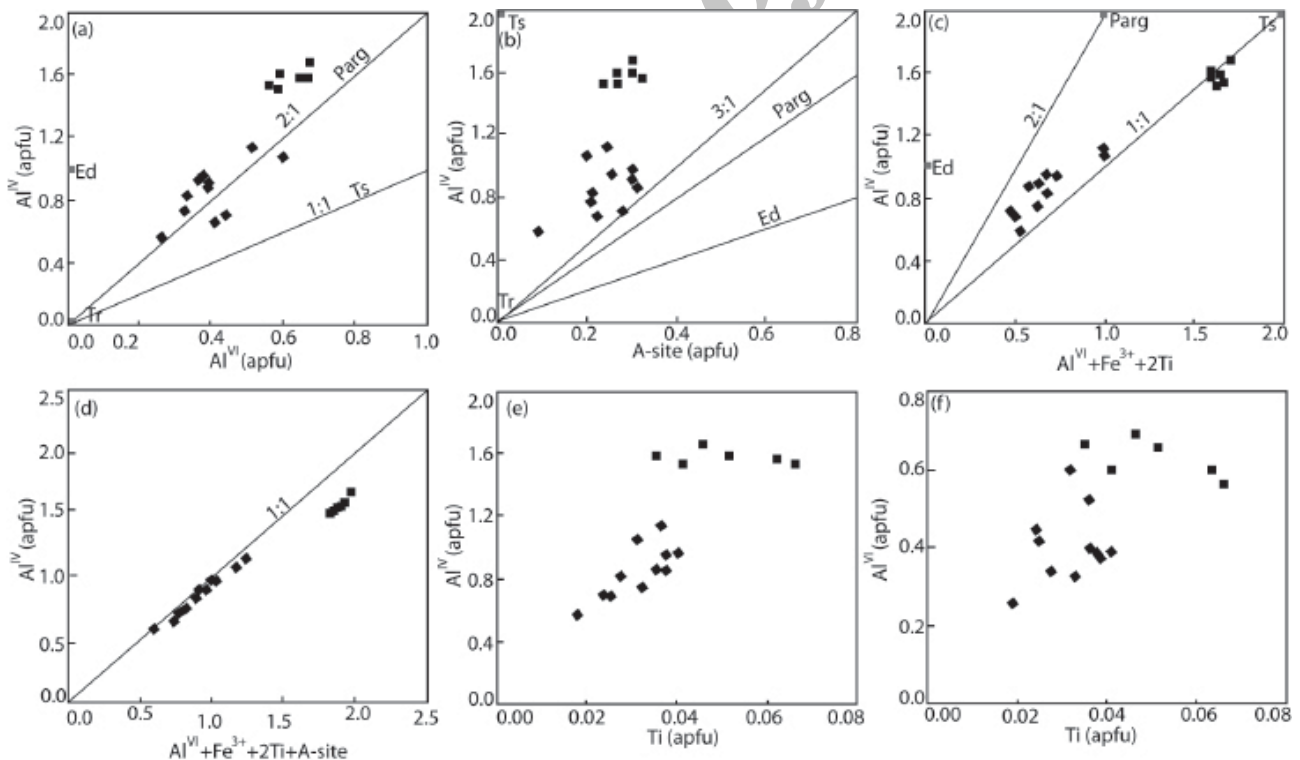 (a)
2.0
1.6
1.2
0.8
0.4
0.0
Al^IV (apfu)
Parg
2:1
Ed
1:1
Ts
Tr
0.0 0.2 0.4 0.6 1.0
Al^VI (apfu)
(b)
2.0
1.6
1.2
0.8
0.4
0.0
Al^IV (apfu)
Ts
3:1
Parg
Ed
Tr
0.0 0.2 0.4 0.6 0.8
A-site (apfu)
(c)
2.0
1.6
1.2
0.8
0.4
0.0
Al^IV (apfu)
Parg
Ts
2:1
1:1
Ed
0.0 0.5 1.0 1.5 2.0
Al^VI+Fe^3++2Ti
(d)
2.5
2.0
1.5
1.0
0.5
0.0
Al^IV (apfu)
1:1
0.0 0.5 1.0 1.5 2.0 2.5
Al^VI+Fe^3++2Ti+A-site
(e)
2.0
1.6
1.2
0.8
0.4
0.0
Al^IV (apfu)
0.00 0.02 0.04 0.06 0.08
Ti (apfu)
(f)
0.8
0.6
0.4
0.2
0.0
Al^VI (apfu)
0.00 0.02 0.04 0.06 0.08
Ti (apfu)